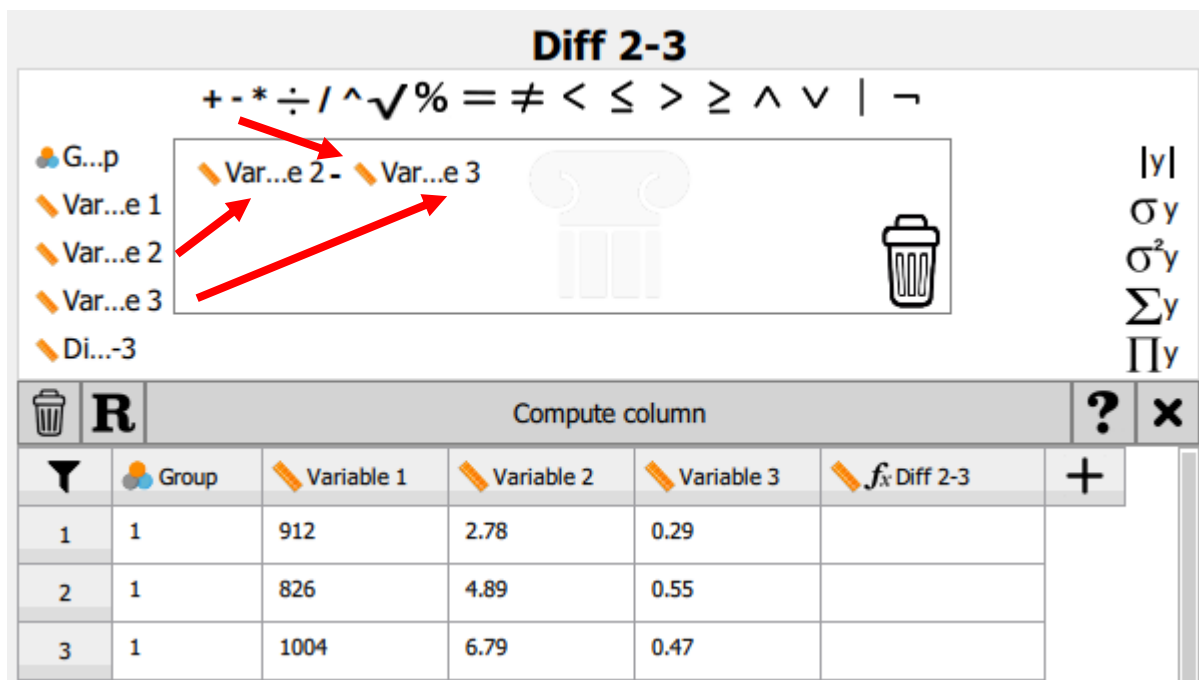 Diff 2-3
+ - * ÷ / ^ √ % = ≠ < ≤ > ≥ ∧ ∨ | ¬
G...p
Var...e 1
Var...e 2
Var...e 3
Di...-3
Var...e 2 - Var...e 3
|y|
σ y
σ²y
∑y
∏y
R Compute column ? ×
Group Variable 1 Variable 2 Variable 3 fx Diff 2-3 +
1 1 912 2.78 0.29
2 1 826 4.89 0.55
3 1 1004 6.79 0.47